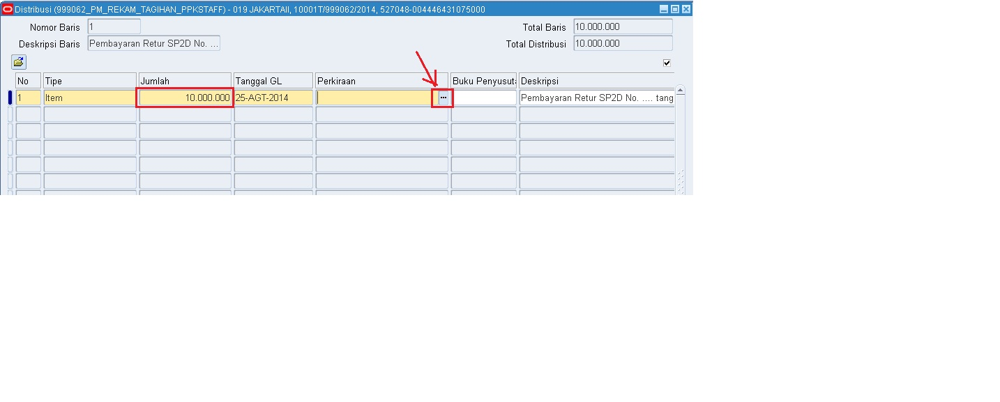 Distribusi (999062_PM_REKAM_TAGIHAN_PPKSTAFF) - 019 JAKARTAII, 10001T/999062/2014, 527048-004446431075000
Nomor Baris 1 Total Baris 10.000.000
Deskripsi Baris Pembayaran Retur SP2D No. ... Total Distribusi 10.000.000
No Tipe Jumlah Tanggal GL Perkiraan Buku Penyusuta Deskripsi
1 Item 10.000.000 25-AGT-2014 ... Pembayaran Retur SP2D No. .... tang